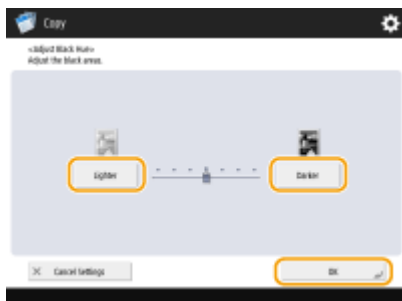 Copy
<Adjust Black Hue>
Adjust the black areas.
Lighter
Darker
Cancel Settings
OK